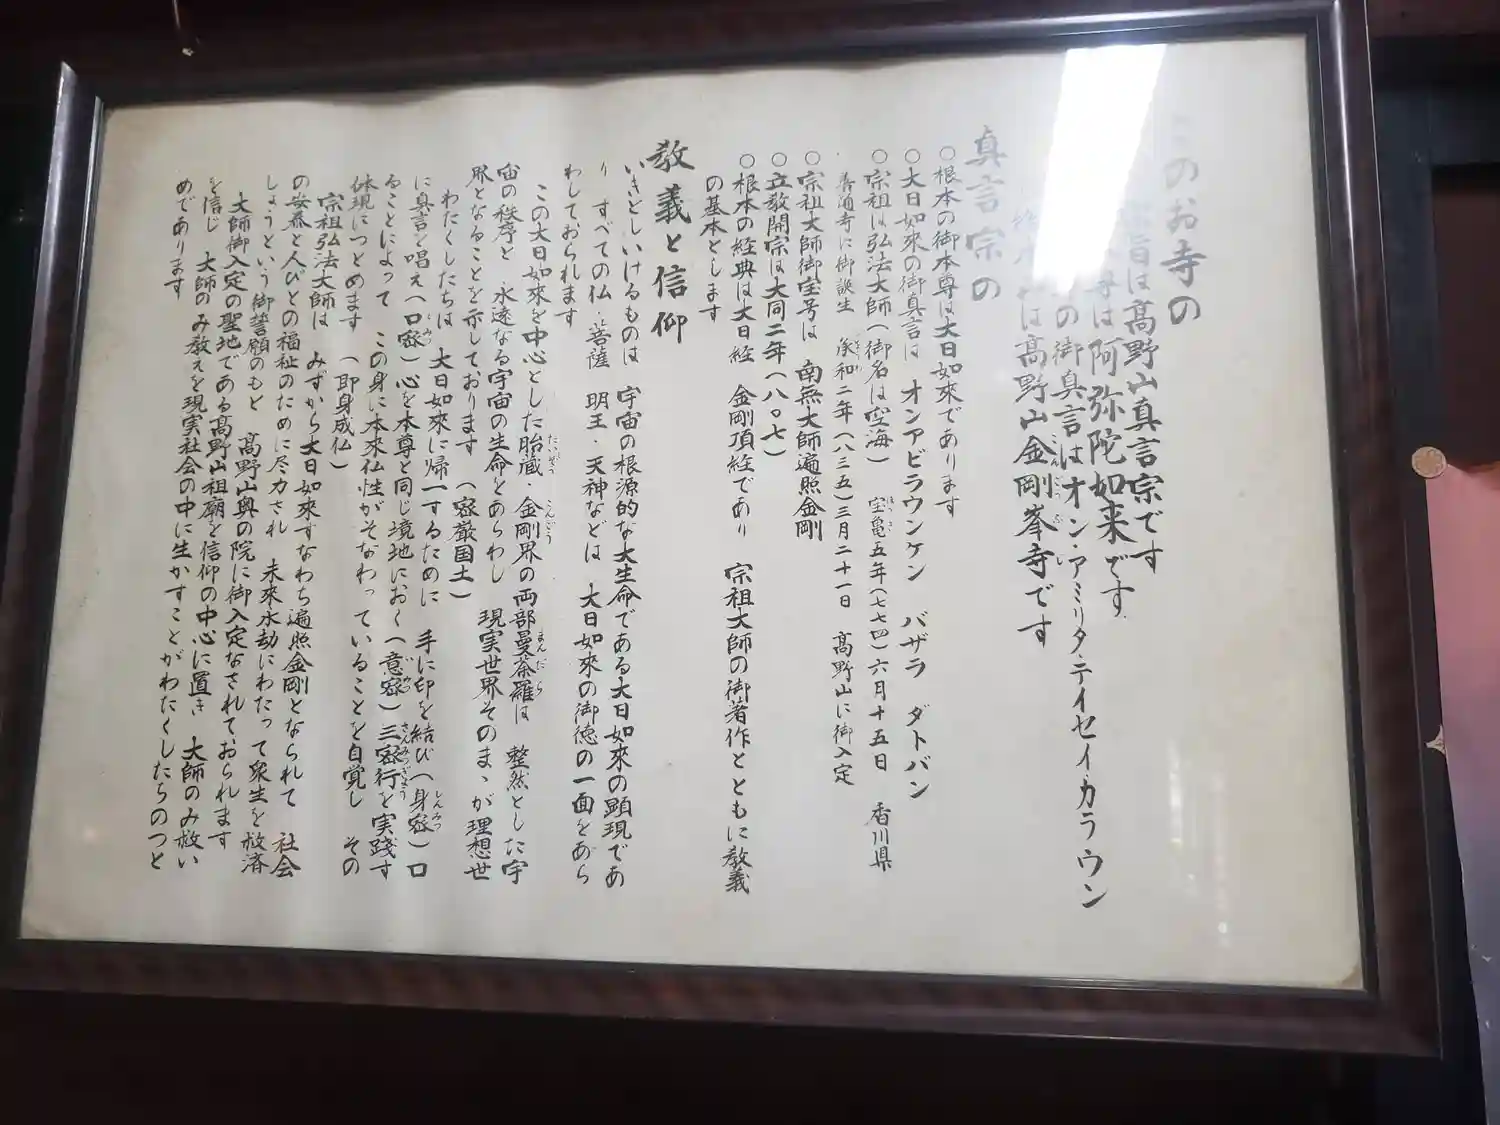 このお寺の
宗旨は高野山真言宗です
本尊は阿弥陀如来です
の御真言はオン・アミリタ・テイセイ・カラウン
総本山は高野山金剛峯寺です
真言宗の
○根本の御本尊は大日如來であります
○大日如來の御真言は オンアビラウンケン バザラ ダトバン
○宗祖は弘法大師(御名は空海) 宝亀五年(七七四)六月十五日 香川県
善通寺に御誕生 承和二年(八三五)三月二十一日 高野山に御入定
○宗祖大師御宝号は 南無大師遍照金剛
○立教開宗は大同二年(八〇七)
○根本の経典は大日経 金剛頂経であり 宗祖大師の御著作とともに教義
の基本とします
教義と信仰
いきとしいけるものは 宇宙の根源的な大生命である大日如來の顕現であ
り すべての仏・菩薩 明王・天神などは 大日如來の御徳の一面をあら
わしておられます
この大日如來を中心とした胎蔵・金剛界の両部曼荼羅は 整然とした宇
宙の秩序と 永遠なる宇宙の生命とあらわし 現実世界そのまゝが理想世
界となることを示しております (密厳国土)
わたくしたちは 大日如來に帰一するために 手に印を結び(身密)口
に真言を唱え(口密)心を本尊と同じ境地におく(意密)三密行を実践す
ることによって この身に本来仏性がそなわっていることを自覚し その
体現につとめます (即身成仏)
宗祖弘法大師は みずから大日如來すなわち遍照金剛となられて 社会
の安泰と人びとの福祉のために尽力され 未来永劫にわたって衆生を救済
しょうという御誓願のもと 高野山奥の院に御入定なされておられます
大師御入定の聖地である高野山祖廟を信仰の中心に置き 大師のみ救い
を信じ 大師のみ教えを現実社会の中に生かすことがわたくしたちのつと
めであります